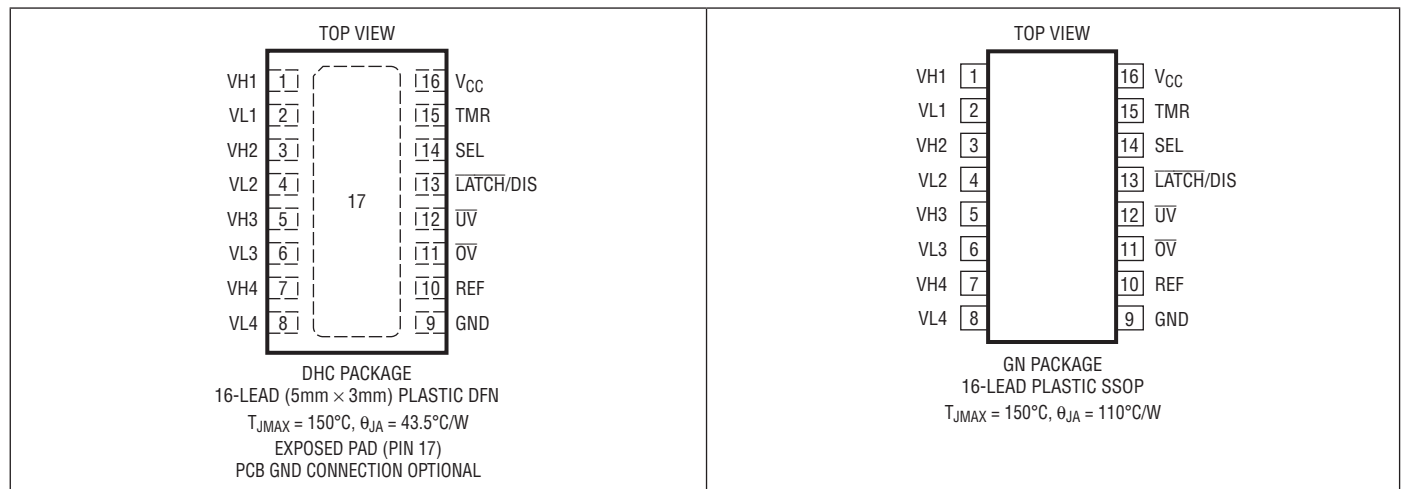 TOP VIEW
VH1 1 16 VCC
VL1 2 15 TMR
VH2 3 14 SEL
VL2 4 13 LATCH/DIS
VH3 5 12 UV
17
VL3 6 11 OV
VH4 7 10 REF
VL4 8 9 GND
DHC PACKAGE
16-LEAD (5mm × 3mm) PLASTIC DFN
TJMAX = 150°C, θJA = 43.5°C/W
EXPOSED PAD (PIN 17)
PCB GND CONNECTION OPTIONAL
TOP VIEW
VH1 1 16 VCC
VL1 2 15 TMR
VH2 3 14 SEL
VL2 4 13 LATCH/DIS
VH3 5 12 UV
VL3 6 11 OV
VH4 7 10 REF
VL4 8 9 GND
GN PACKAGE
16-LEAD PLASTIC SSOP
TJMAX = 150°C, θJA = 110°C/W